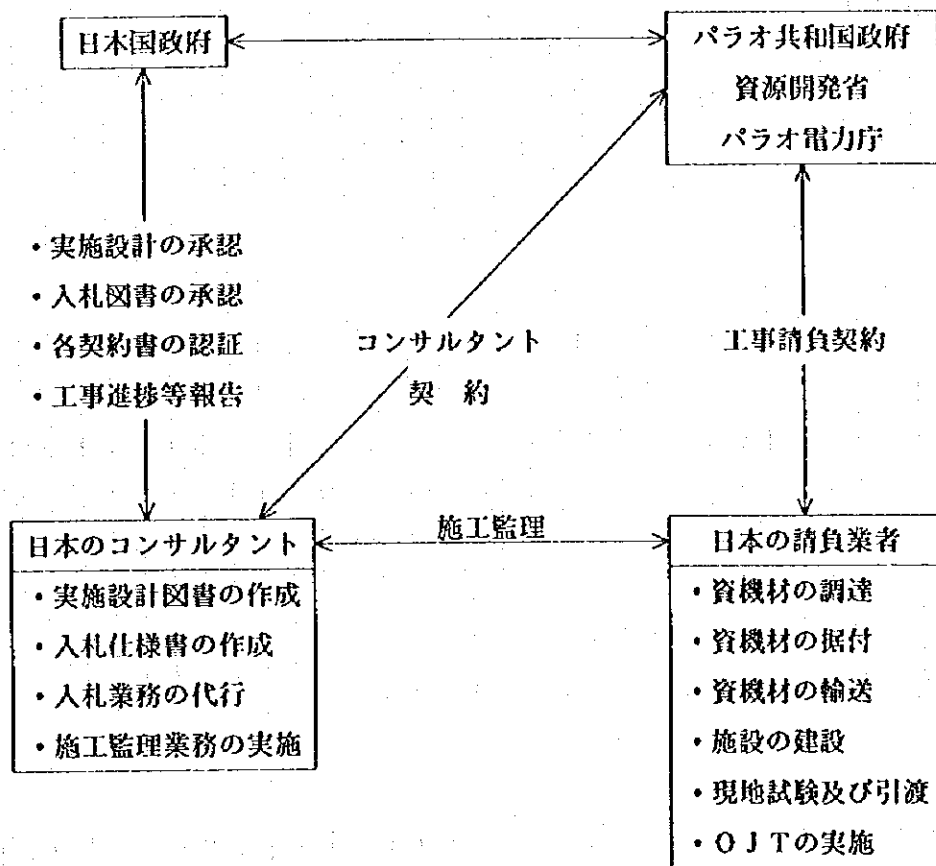 日本国政府
パラオ共和国政府
資源開発省
パラオ電力庁
・実施設計の承認
・入札図書の承認
・各契約書の認証
・工事進捗等報告
コンサルタント
契 約
工事請負契約
施工監理
日本のコンサルタント
・実施設計図書の作成
・入札仕様書の作成
・入札業務の代行
・施工監理業務の実施
日本の請負業者
・資機材の調達
・資機材の据付
・資機材の輸送
・施設の建設
・現地試験及び引渡
・OJTの実施